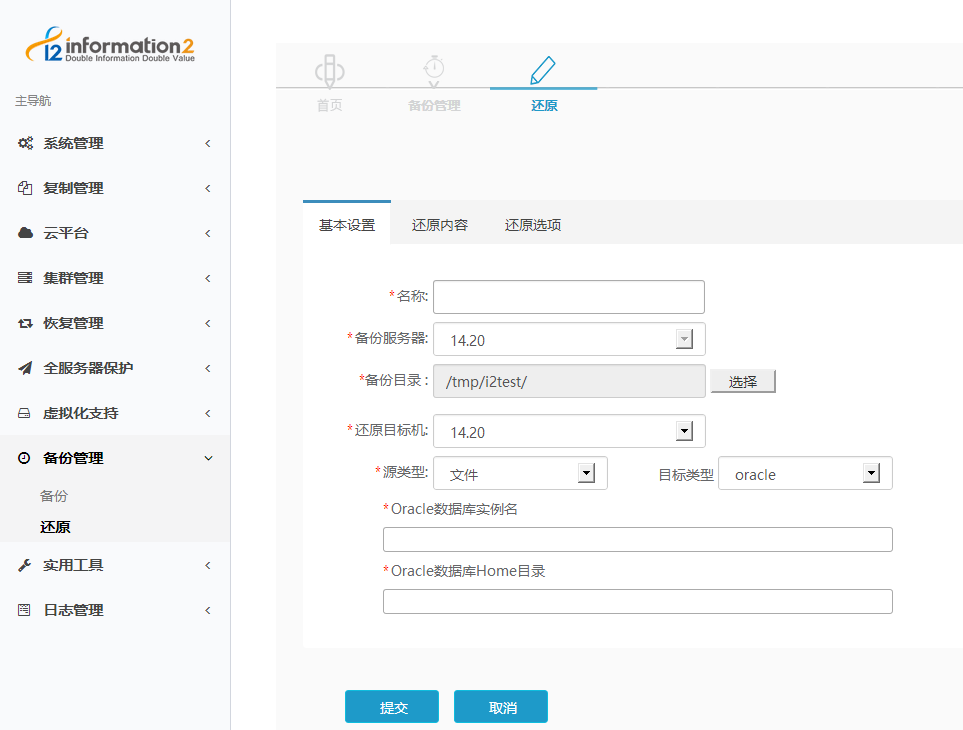 information2
Double Information Double Value
主导航
系统管理
复制管理
云平台
集群管理
恢复管理
全服务器保护
虚拟化支持
备份管理
备份
还原
实用工具
日志管理
首页 备份管理 还原
基本设置 还原内容 还原选项
*名称:
*备份服务器: 14.20
*备份目录: /tmp/i2test/ 选择
*还原目标机: 14.20
*源类型: 文件 目标类型 oracle
*Oracle数据库实例名
*Oracle数据库Home目录
提交 取消